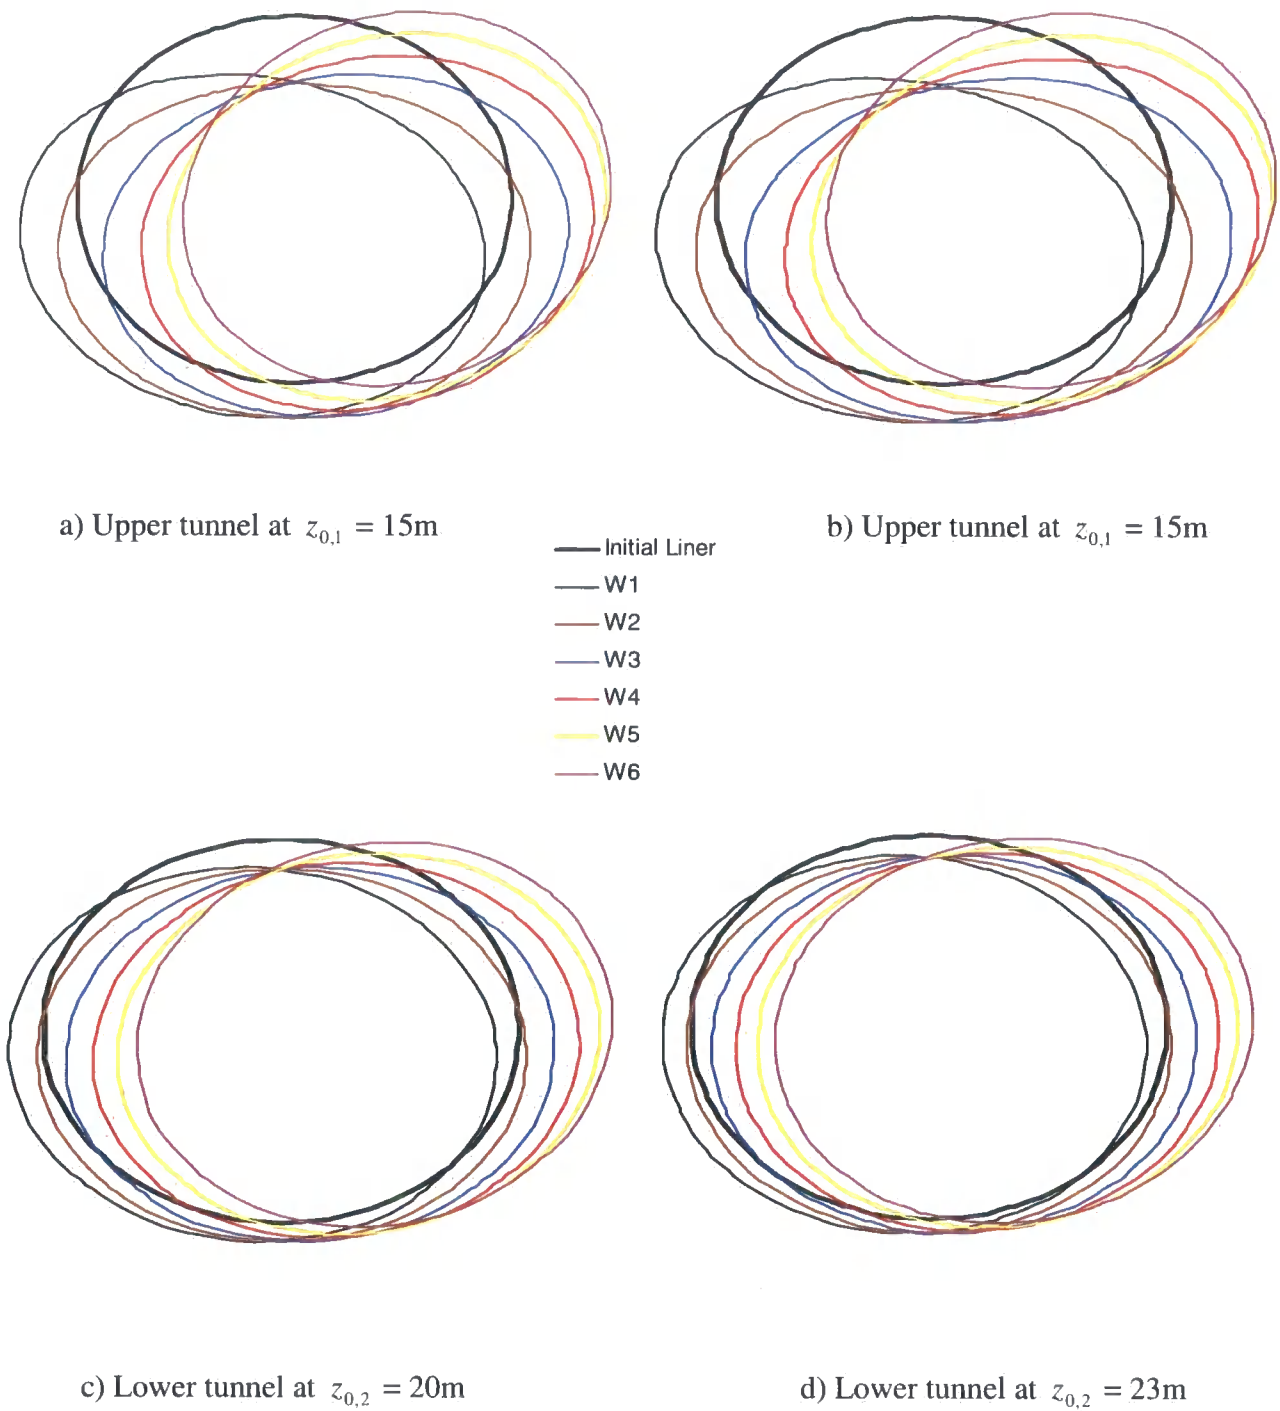 a) Upper tunnel at z₀,₁ = 15m
b) Upper tunnel at z₀,₁ = 15m
Initial Liner
W1
W2
W3
W4
W5
W6
c) Lower tunnel at z₀,₂ = 20m
d) Lower tunnel at z₀,₂ = 23m